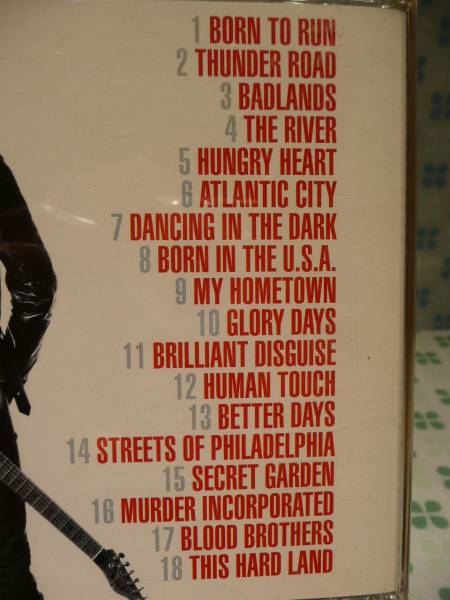 1 BORN TO RUN
2 THUNDER ROAD
3 BADLANDS
4 THE RIVER
5 HUNGRY HEART
6 ATLANTIC CITY
7 DANCING IN THE DARK
8 BORN IN THE U.S.A.
9 MY HOMETOWN
10 GLORY DAYS
11 BRILLIANT DISGUISE
12 HUMAN TOUCH
13 BETTER DAYS
14 STREETS OF PHILADELPHIA
15 SECRET GARDEN
16 MURDER INCORPORATED
17 BLOOD BROTHERS
18 THIS HARD LAND